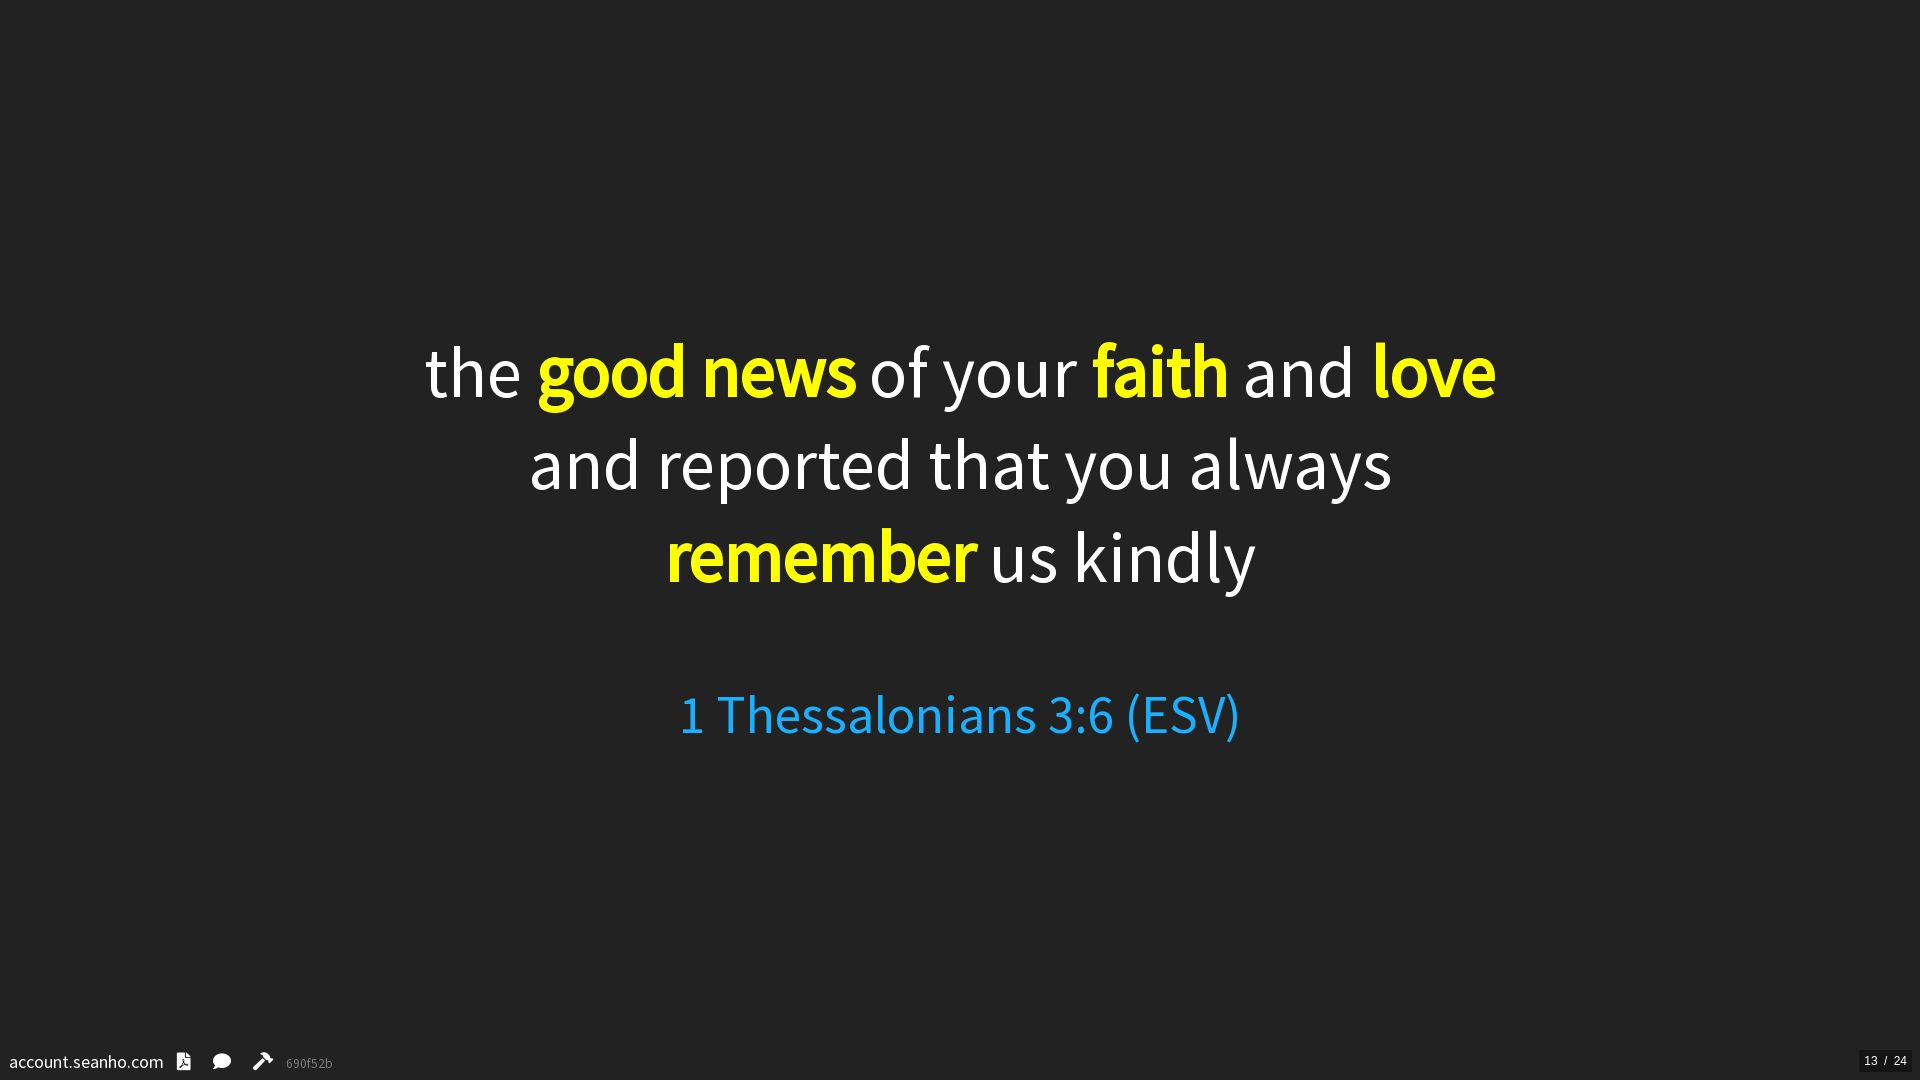 the good news of your faith and love
and reported that you always
remember us kindly
1 Thessalonians 3:6 (ESV)
account.seanho.com 690f52b
13 / 24